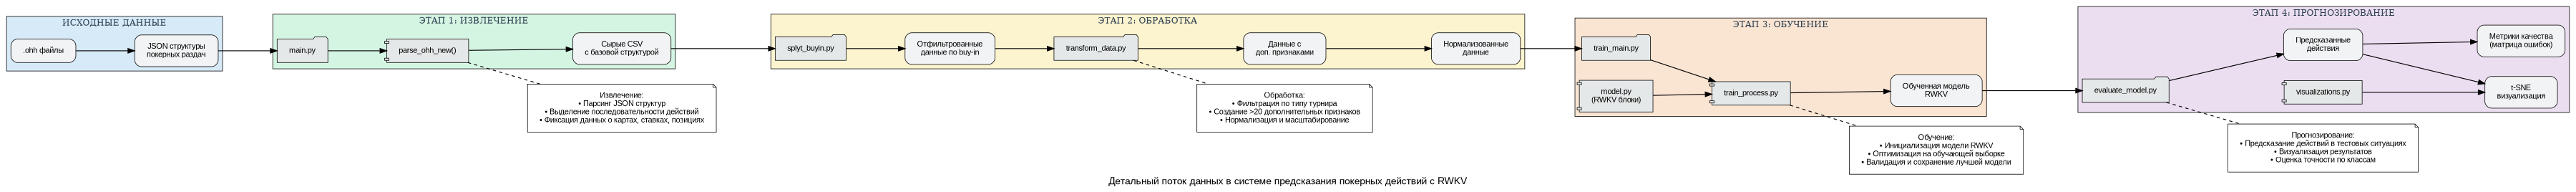 ИСХОДНЫЕ ДАННЫЕ
.ohh файлы
JSON структуры
покерных раздач
ЭТАП 1: ИЗВЛЕЧЕНИЕ
main.py
parse_ohh_new()
Сырые CSV
с базовой структурой
Извлечение:
• Парсинг JSON структур
• Выделение последовательности действий
• Фиксация данных о картах, ставках, позициях
ЭТАП 2: ОБРАБОТКА
splyt_buyin.py
Отфильтрованные
данные по buy-in
transform_data.py
Данные с
доп. признаками
Нормализованные
данные
Обработка:
• Фильтрация по типу турнира
• Создание >20 дополнительных признаков
• Нормализация и масштабирование
ЭТАП 3: ОБУЧЕНИЕ
train_main.py
model.py
(RWKV блоки)
train_process.py
Обученная модель
RWKV
Обучение:
• Инициализация модели RWKV
• Оптимизация на обучающей выборке
• Валидация и сохранение лучшей модели
ЭТАП 4: ПРОГНОЗИРОВАНИЕ
evaluate_model.py
Предсказанные
действия
visualizations.py
Метрики качества
(матрица ошибок)
t-SNE
визуализация
Прогнозирование:
• Предсказание действий в тестовых ситуациях
• Визуализация результатов
• Оценка точности по классам
Детальный поток данных в системе предсказания покерных действий с RWKV